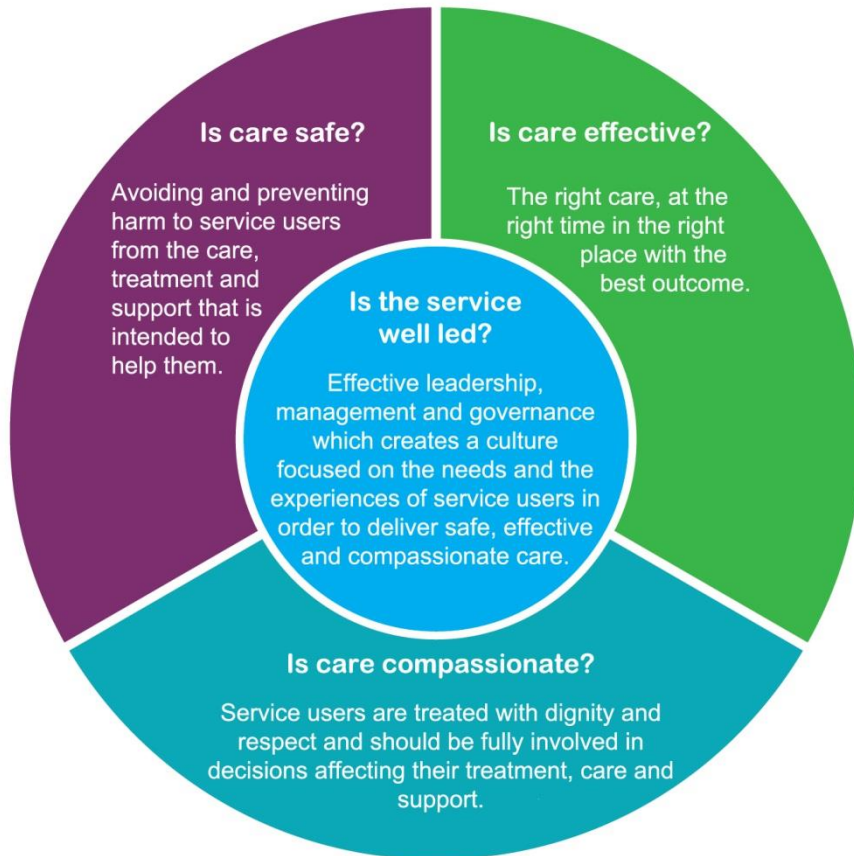 Is care safe?
Avoiding and preventing
harm to service users
from the care,
treatment and
support that is
intended to
help them.
Is care effective?
The right care, at the
right time in the right
place with the
best outcome.
Is the service
well led?
Effective leadership,
management and governance
which creates a culture
focused on the needs and the
experiences of service users in
order to deliver safe, effective
and compassionate care.
Is care compassionate?
Service users are treated with dignity and
respect and should be fully involved in
decisions affecting their treatment, care and
support.